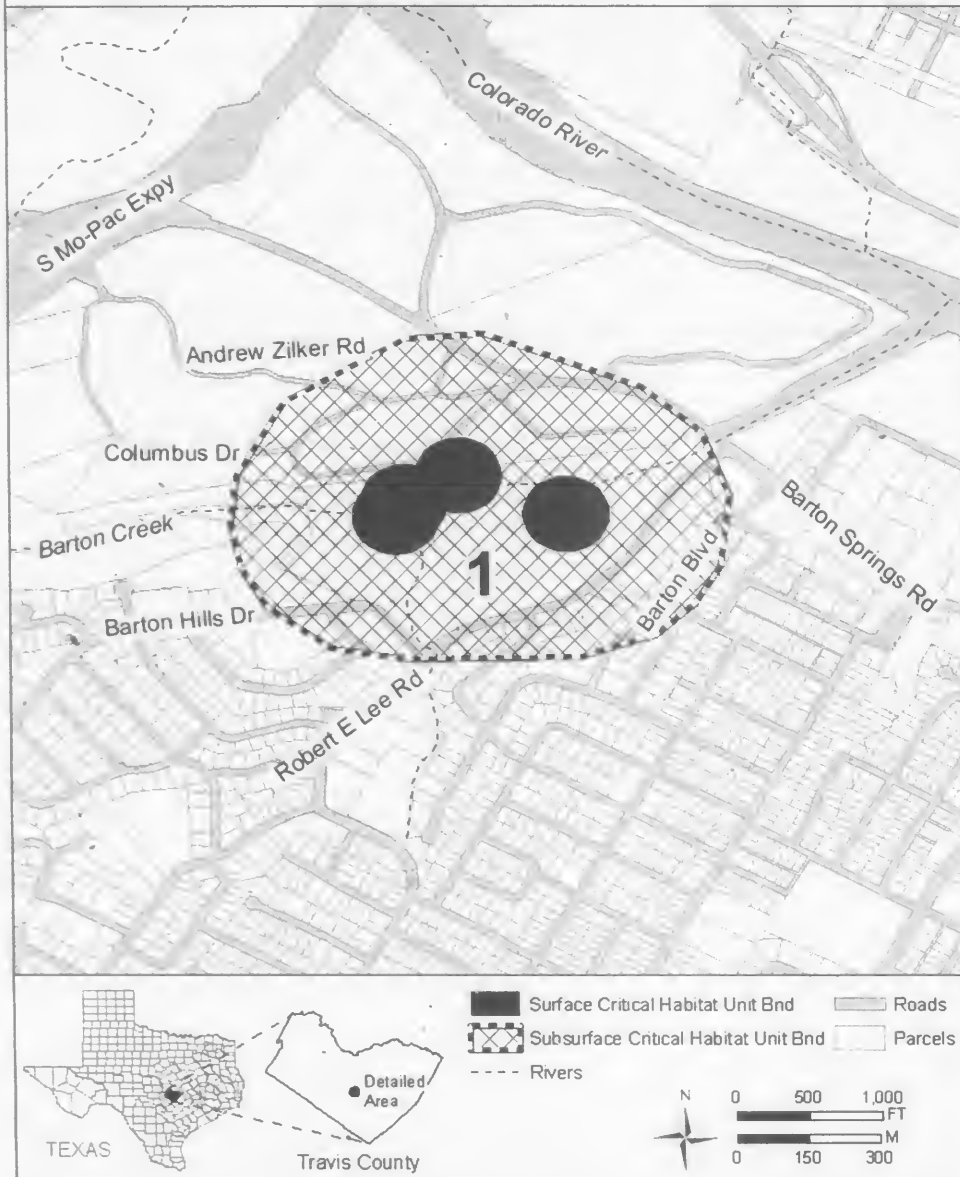 Colorado River
S Mo-Pac Expy
Andrew Zilker Rd
Columbus Dr
Barton Creek
Barton Springs Rd
1
Barton Blvd
Barton Hills Dr
Robert E Lee Rd
Surface Critical Habitat Unit Bnd
Roads
Subsurface Critical Habitat Unit Bnd
Parcels
Rivers
Detailed
Area
TEXAS
Travis County
N
0 500 1,000
FT
M
0 150 300